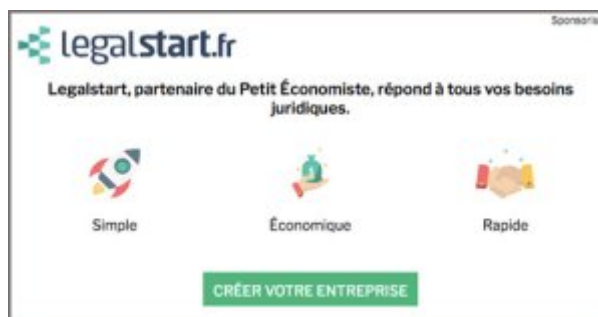 Sponsoris
legalstart.fr
Legalstart, partenaire du Petit Économiste, répond à tous vos besoins
juridiques.
Simple
Économique
Rapide
CRÉER VOTRE ENTREPRISE